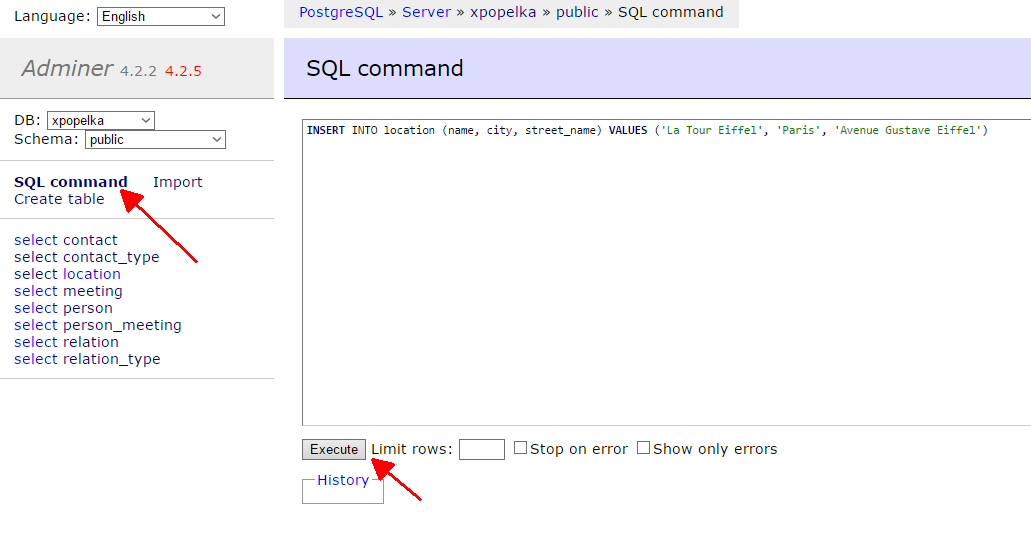 Language: English
PostgreSQL » Server » xpopelka » public » SQL command
Adminer 4.2.2 4.2.5
SQL command
DB: xpopelka
Schema: public
SQL command Import
Create table
select contact
select contact_type
select location
select meeting
select person
select person_meeting
select relation
select relation_type
INSERT INTO location (name, city, street_name) VALUES ('La Tour Eiffel', 'Paris', 'Avenue Gustave Eiffel')
Execute Limit rows: Stop on error Show only errors
History